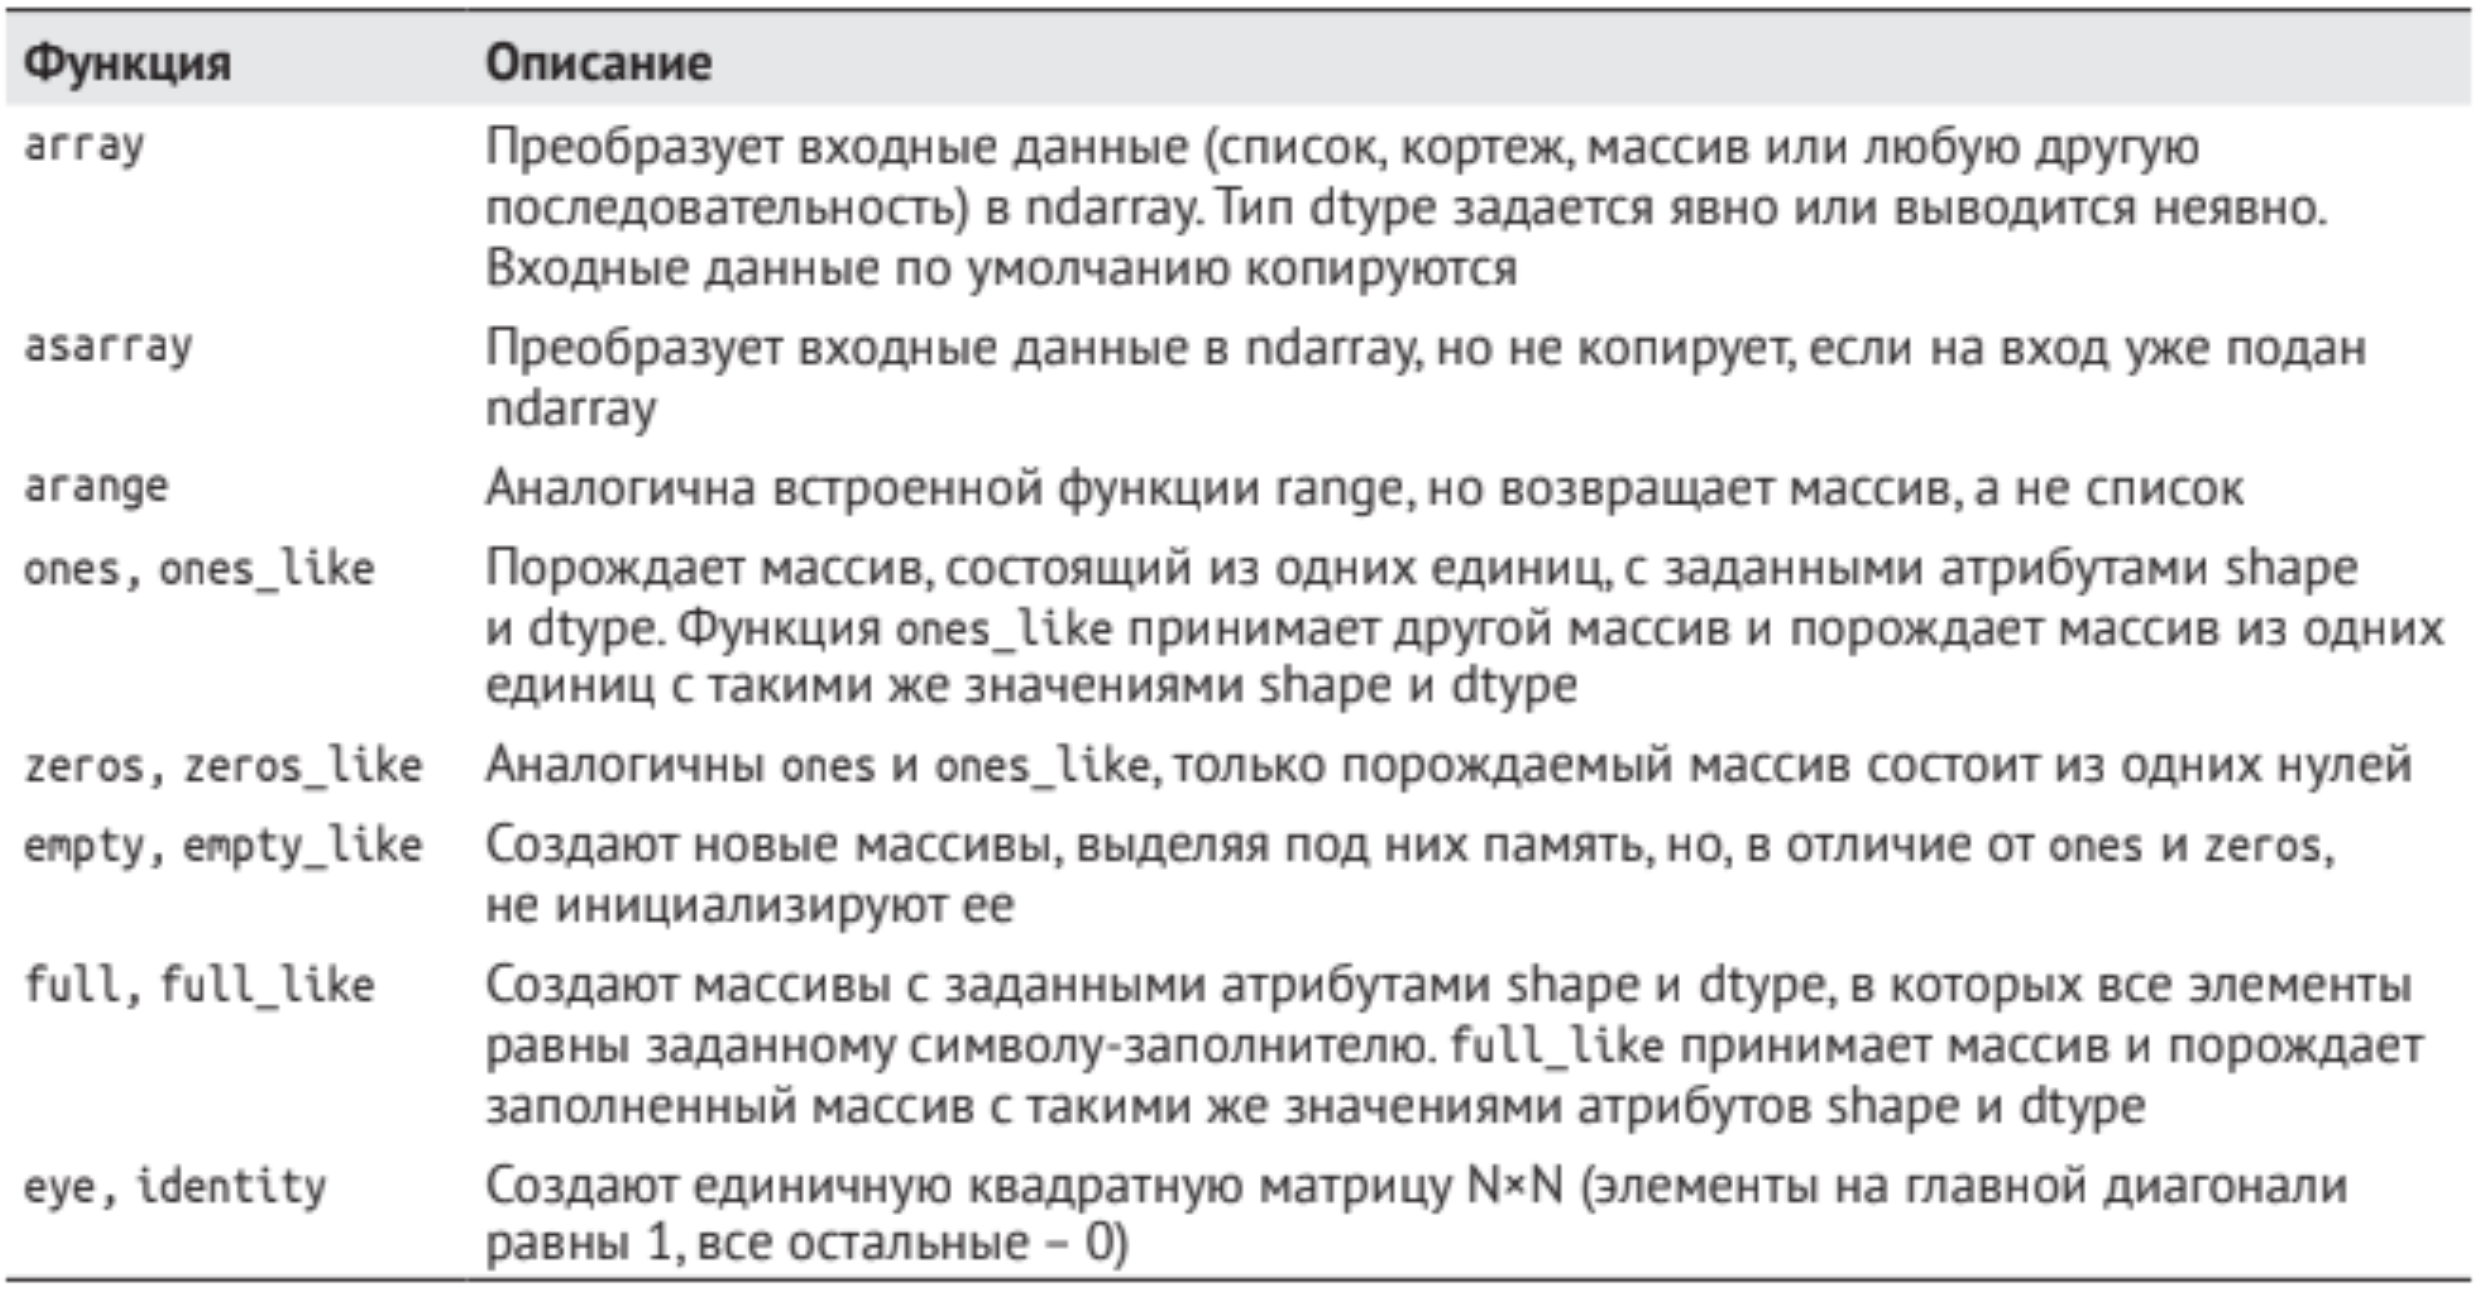 Функция Описание
array Преобразует входные данные (список, кортеж, массив или любую другую
последовательность) в ndarray. Тип dtype задается явно или выводится неявно.
Входные данные по умолчанию копируются
asarray Преобразует входные данные в ndarray, но не копирует, если на вход уже подан
ndarray
arange Аналогична встроенной функции range, но возвращает массив, а не список
ones, ones_like Порождает массив, состоящий из одних единиц, с заданными атрибутами shape
и dtype. Функция ones_like принимает другой массив и порождает массив из одних
единиц с такими же значениями shape и dtype
zeros, zeros_like Аналогичны ones и ones_like, только порождаемый массив состоит из одних нулей
empty, empty_like Создают новые массивы, выделяя под них память, но, в отличие от ones и zeros,
не инициализируют ее
full, full_like Создают массивы с заданными атрибутами shape и dtype, в которых все элементы
равны заданному символу-заполнителю. full_like принимает массив и порождает
заполненный массив с такими же значениями атрибутов shape и dtype
eye, identity Создают единичную квадратную матрицу N×N (элементы на главной диагонали
равны 1, все остальные – 0)